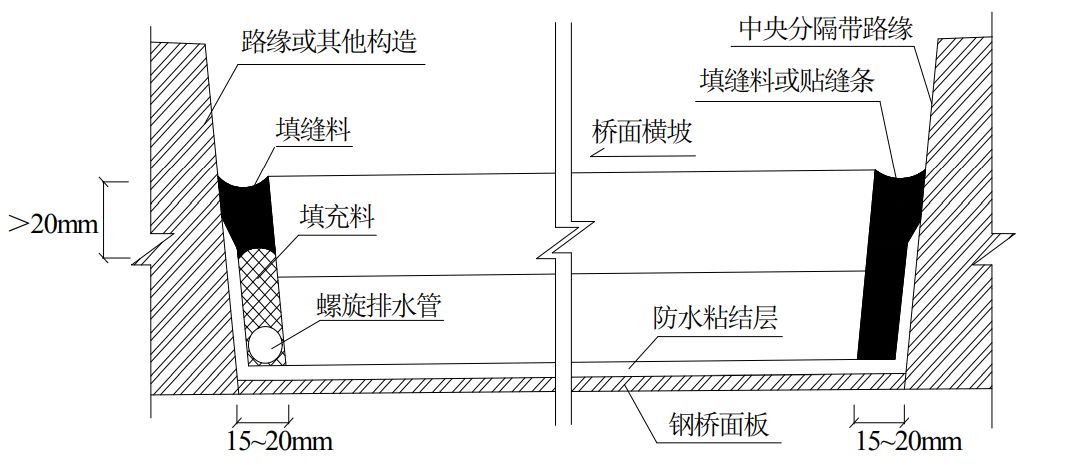 中央分隔带路缘
路缘或其他构造
填缝料或贴缝条
填缝料
桥面横坡
>20mm
填充料
螺旋排水管
防水粘结层
钢桥面板
15~20mm
15~20mm